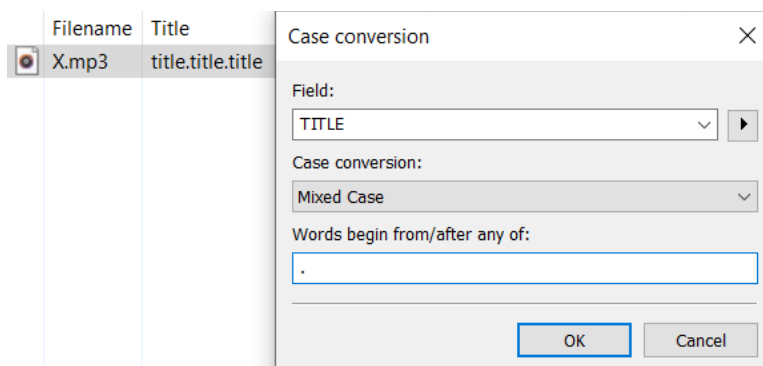 Filename Title
X.mp3 title.title.title
Case conversion
Field:
TITLE
Case conversion:
Mixed Case
Words begin from/after any of:
.
OK Cancel